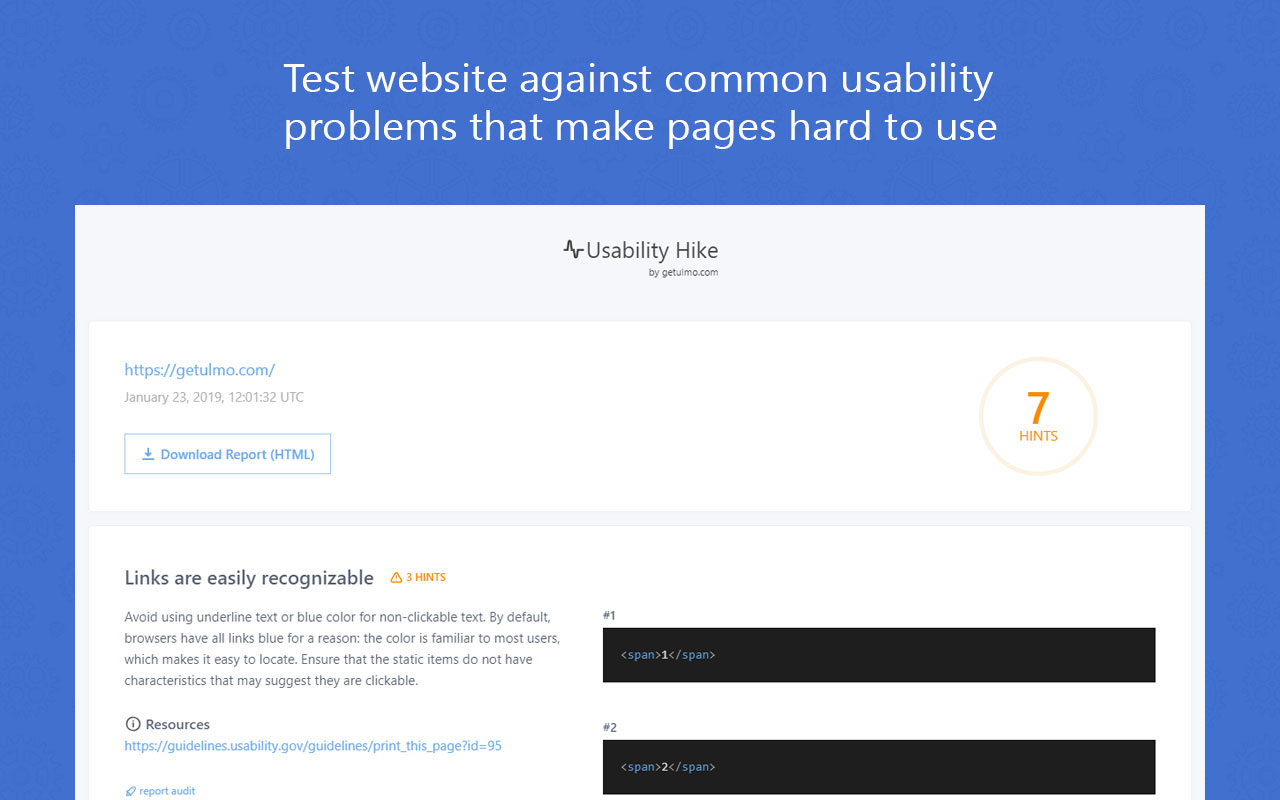 Test website against common usability
problems that make pages hard to use
Usability Hike
by getulmo.com
https://getulmo.com/
January 23, 2019, 12:01:32 UTC
Download Report (HTML)
7
HINTS
Links are easily recognizable
3 HINTS
Avoid using underline text or blue color for non-clickable text. By default,
browsers have all links blue for a reason: the color is familiar to most users,
which makes it easy to locate. Ensure that the static items do not have
characteristics that may suggest they are clickable.
Resources
https://guidelines.usability.gov/guidelines/print_this_page?id=95
report audit
#1
<span>1</span>
#2
<span>2</span>